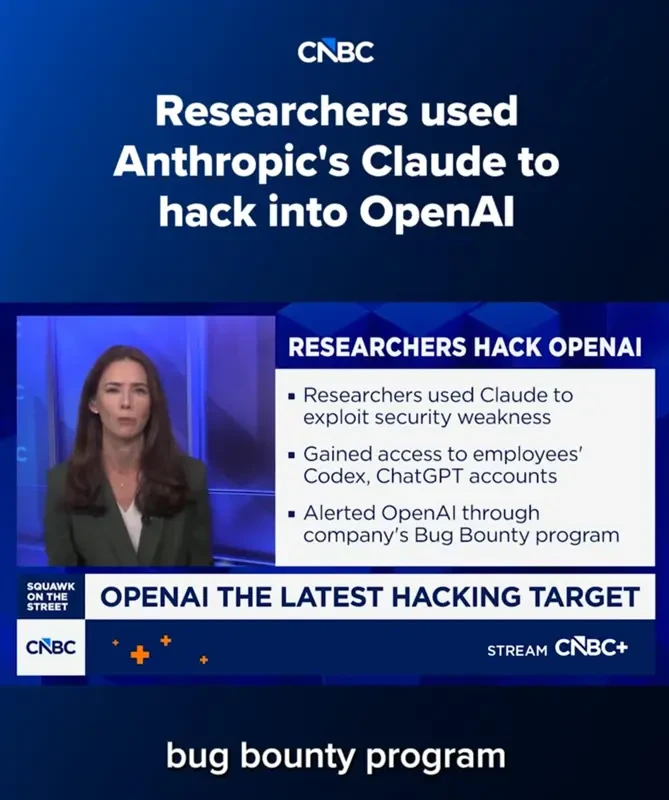 CNBC
Researchers used
Anthropic's Claude to
hack into OpenAI
RESEARCHERS HACK OPENAI
▪ Researchers used Claude to
exploit security weakness
▪ Gained access to employees'
Codex, ChatGPT accounts
▪ Alerted OpenAI through
company's Bug Bounty program
SQUAWK
ON THE
STREET
OPENAI THE LATEST HACKING TARGET
CNBC
STREAM CNBC+
bug bounty program